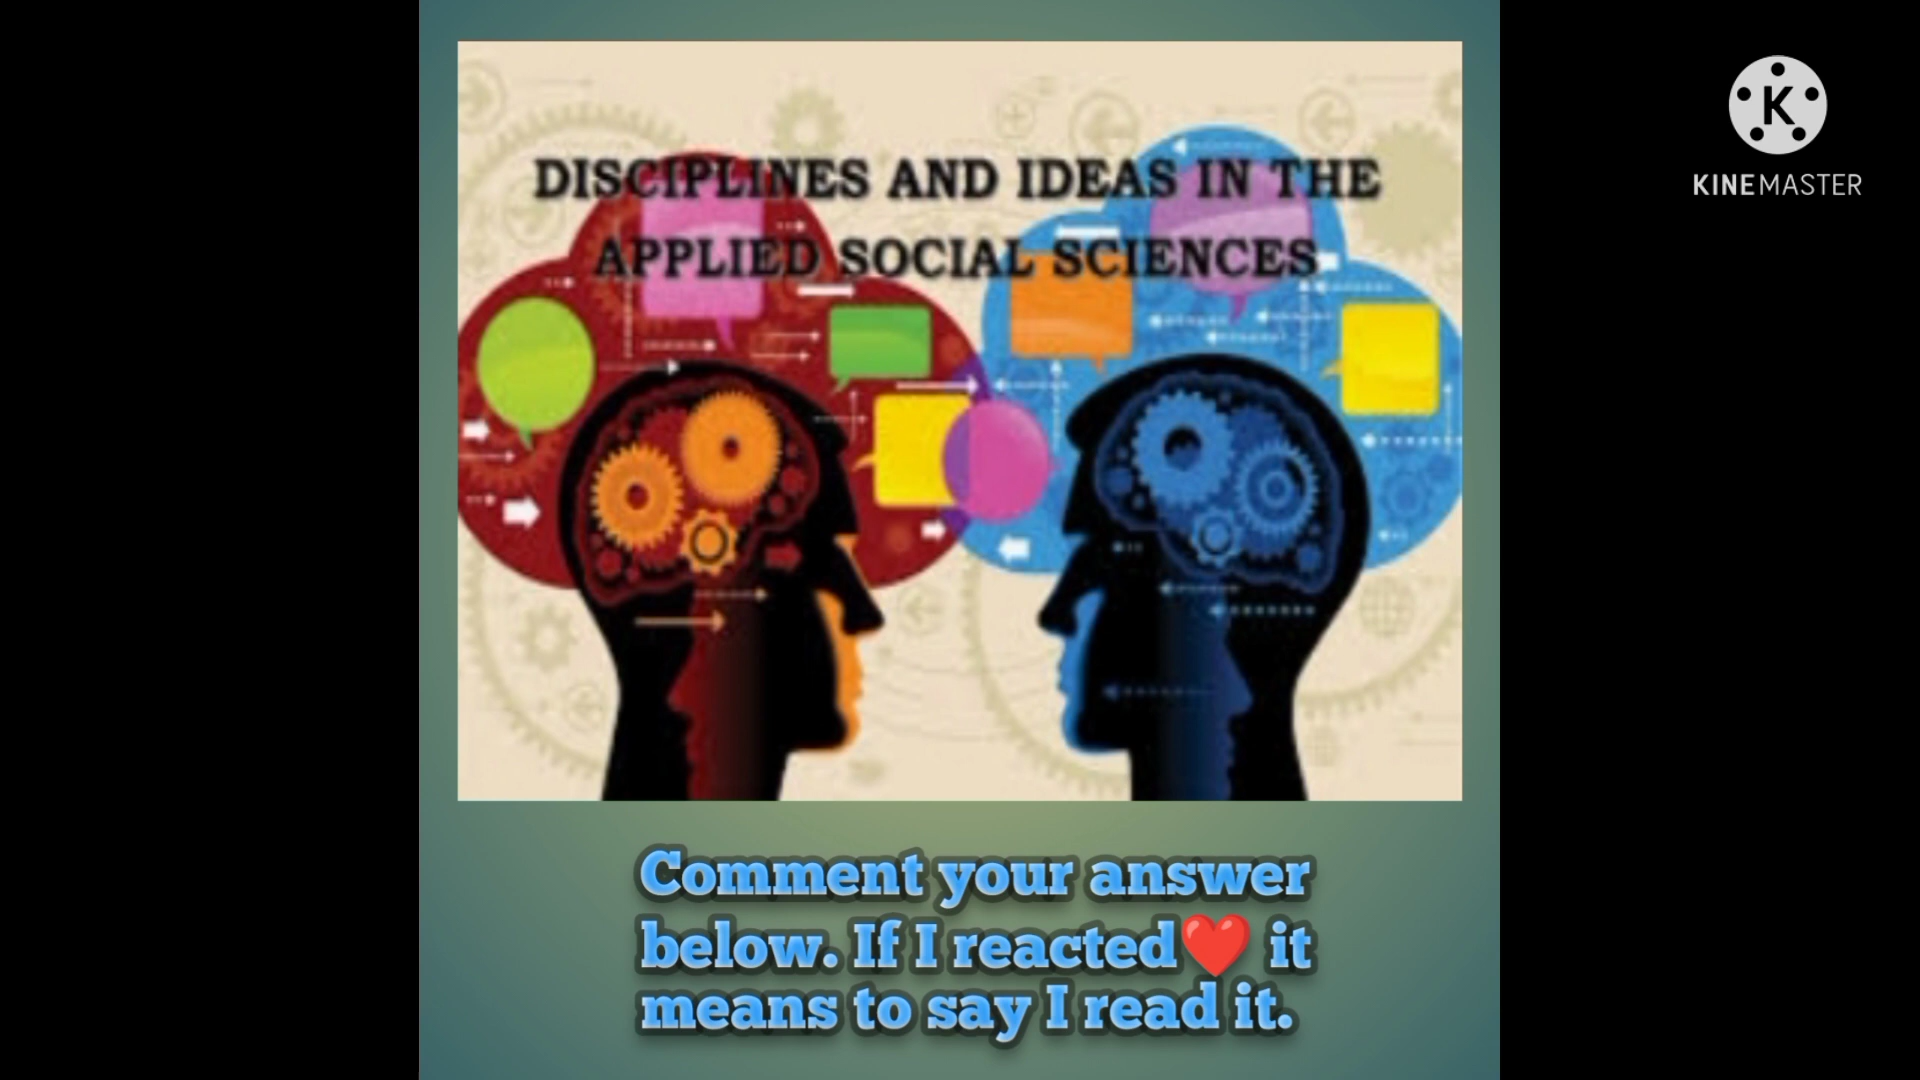 DISCIPLINES AND IDEAS IN THE
APPLIED SOCIAL SCIENCES
K
KINEMASTER
Comment your answer
below. If I reacted❤️ it
means to say I read it.